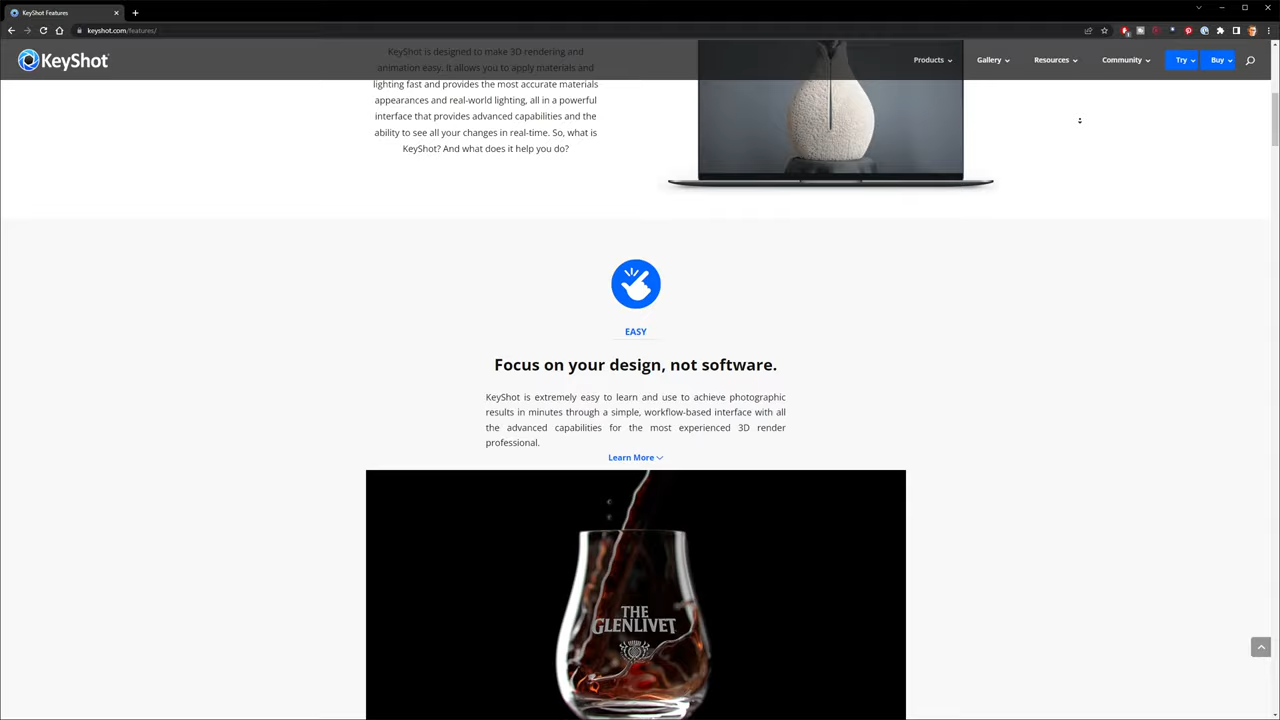 KeyShot Features
keyshot.com/features/
KeyShot
Products
Gallery
Resources
Community
Try
Buy
KeyShot is designed to make 3D rendering and
animation easy. It allows you to apply materials and
lighting fast and provides the most accurate materials
appearances and real-world lighting, all in a powerful
interface that provides advanced capabilities and the
ability to see all your changes in real-time. So, what is
KeyShot? And what does it help you do?
EASY
Focus on your design, not software.
KeyShot is extremely easy to learn and use to achieve photographic
results in minutes through a simple, workflow-based interface with all
the advanced capabilities for the most experienced 3D render
professional.
Learn More
THE
GLENLIVET